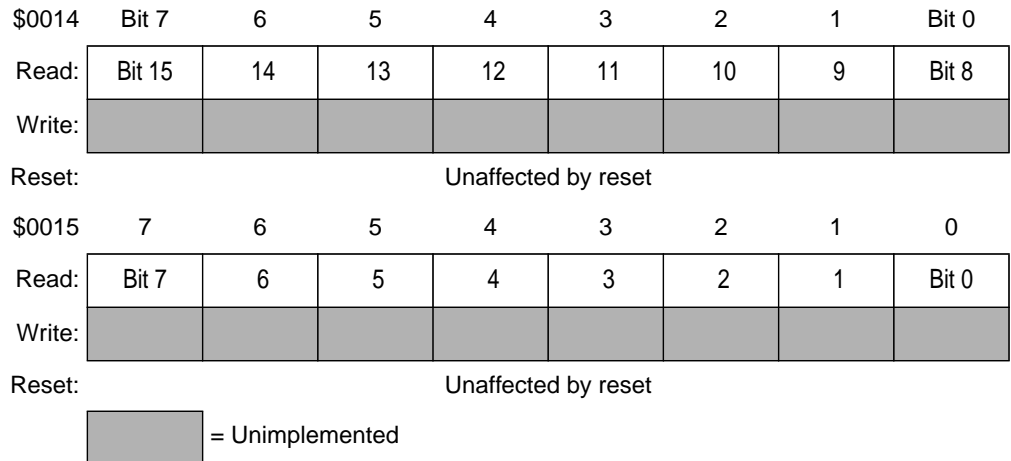 $0014 Bit 7 6 5 4 3 2 1 Bit 0
Read: Bit 15 14 13 12 11 10 9 Bit 8
Write:
Reset: Unaffected by reset
$0015 7 6 5 4 3 2 1 0
Read: Bit 7 6 5 4 3 2 1 Bit 0
Write:
Reset: Unaffected by reset
= Unimplemented